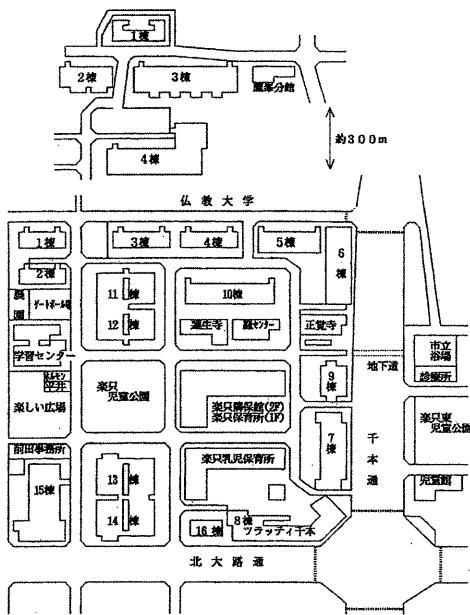 1棟
2棟
3棟
鷹峯分館
4棟
約300m
仏教大学
1棟
3棟
4棟
5棟
6棟
2棟
農園
ゲートボール場
11棟
10棟
12棟
正覚寺
学習センター
市立浴場
地下道
診療所
平井
楽しい広場
楽只児童公園
楽只隣保館(2F)
楽只保育所(1F)
9棟
千本通
楽只東児童公園
前田事務所
楽只乳児保育所
7棟
児童館
15棟
13棟
14棟
16棟
8棟
ツラッティ千本
北大路通